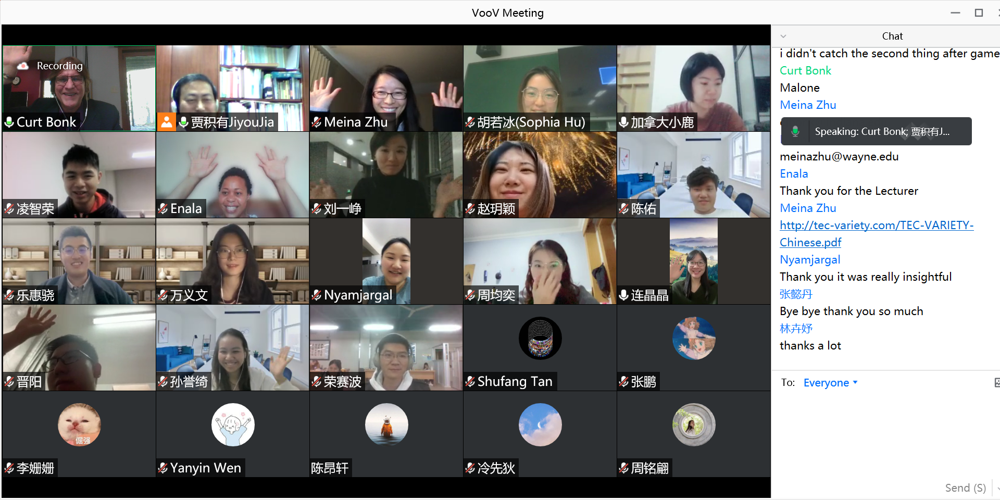 VooV Meeting
Recording
Curt Bonk
贾积有JiyouJia
Meina Zhu
胡若冰(Sophia Hu)
加拿大小鹿
凌智荣
Enala
刘一峥
赵玥颖
陈佑
乐惠骁
万义文
Nyamjargal
周均奕
连晶晶
晋阳
孙誉绮
荣赛波
Shufang Tan
张鹏
倔强
李姗姗
Yanyin Wen
陈昂轩
冷先狄
周铭翩
Chat
i didn't catch the second thing after game
Curt Bonk
Malone
Meina Zhu
Speaking: Curt Bonk; 贾积有J...
meinazhu@wayne.edu
Enala
Thank you for the Lecturer
Meina Zhu
http://tec-variety.com/TEC-VARIETY-
Chinese.pdf
Nyamjargal
Thank you it was really insightful
张懿丹
Bye bye thank you so much
林卉妤
thanks a lot
To: Everyone
Send (S)